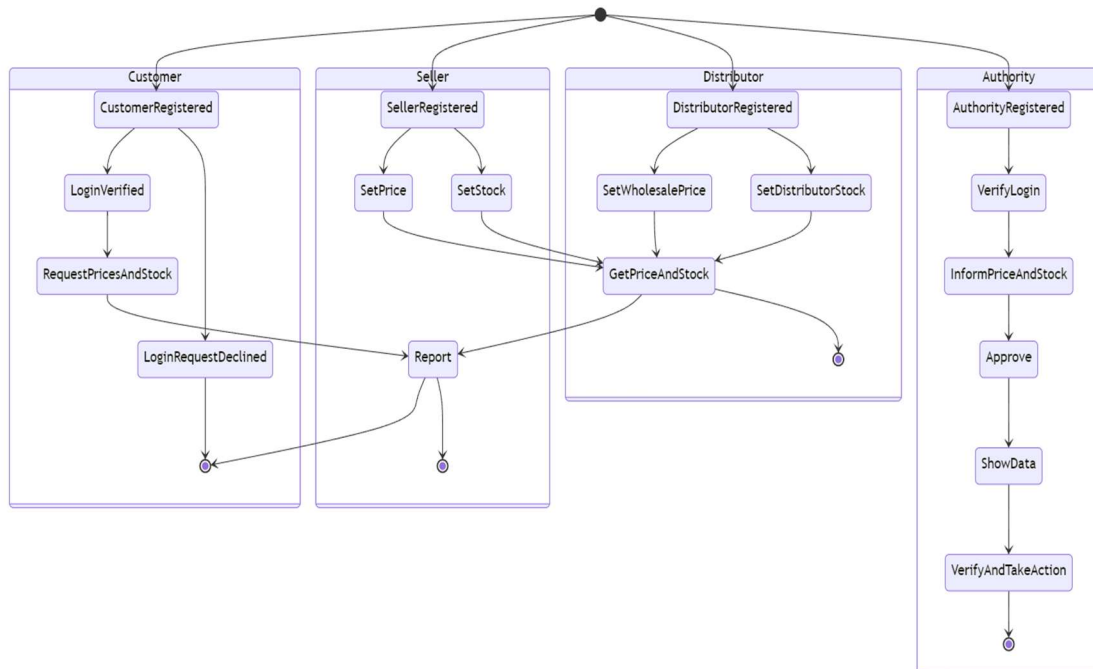 Customer
Seller
Distributor
Authority
CustomerRegistered
SellerRegistered
DistributorRegistered
AuthorityRegistered
LoginVerified
SetPrice
SetStock
SetWholesalePrice
SetDistributorStock
VerifyLogin
RequestPricesAndStock
GetPriceAndStock
InformPriceAndStock
LoginRequestDeclined
Report
Approve
ShowData
VerifyAndTakeAction